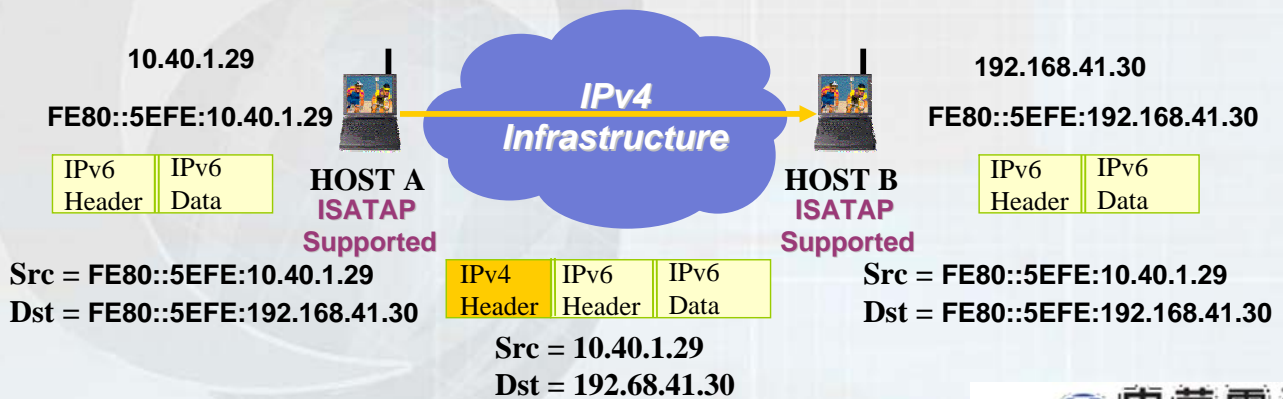 10.40.1.29
FE80::5EFE:10.40.1.29
IPv6 IPv6
Header Data
HOST A
ISATAP
Supported
Src = FE80::5EFE:10.40.1.29
Dst = FE80::5EFE:192.168.41.30
IPv4
Infrastructure
IPv4 IPv6 IPv6
Header Header Data
Src = 10.40.1.29
Dst = 192.68.41.30
192.168.41.30
FE80::5EFE:192.168.41.30
HOST B
ISATAP
Supported
IPv6 IPv6
Header Data
Src = FE80::5EFE:10.40.1.29
Dst = FE80::5EFE:192.168.41.30